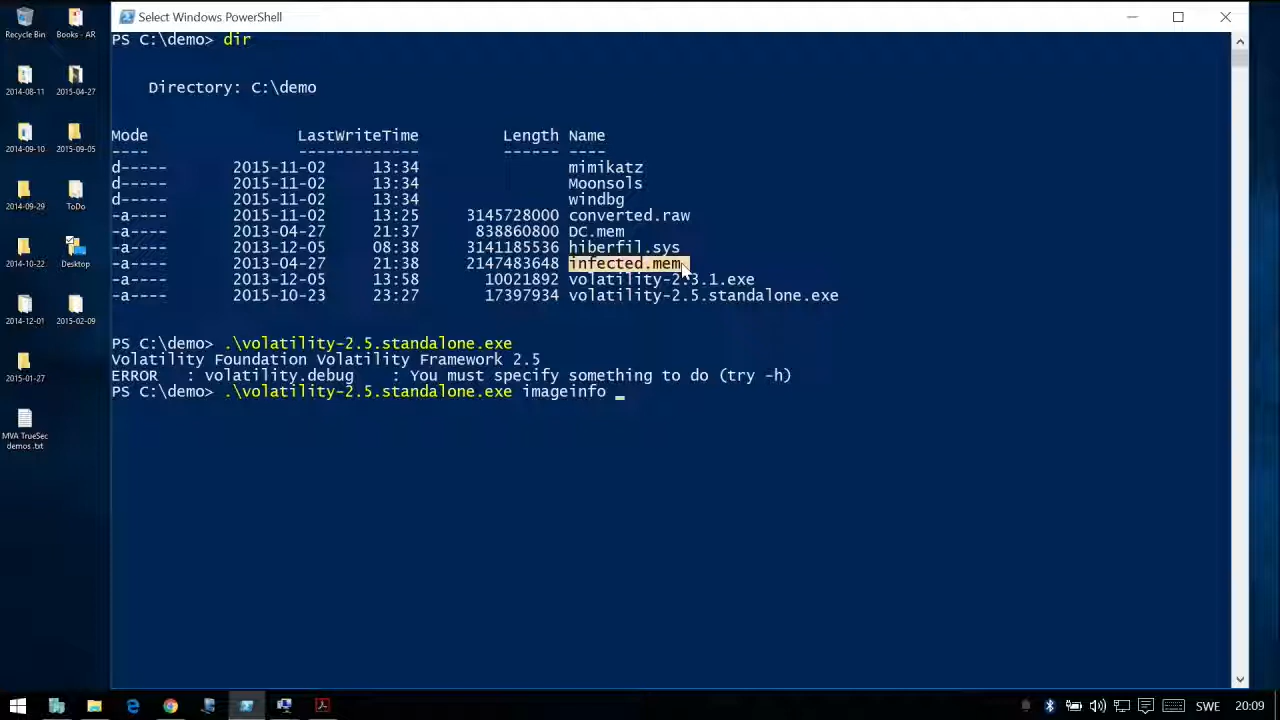 Select Windows PowerShell
PS C:\demo> dir
Directory: C:\demo
Mode LastWriteTime Length Name
---- ------------- ------ ----
d----- 2015-11-02 13:34 mimikatz
d----- 2015-11-02 13:34 Moonsols
d----- 2015-11-02 13:34 windbg
-a---- 2015-11-02 13:25 3145728000 converted.raw
-a---- 2013-04-27 21:37 838860800 DC.mem
-a---- 2013-12-05 08:38 3141185536 hiberfil.sys
-a---- 2013-04-27 21:38 2147483648 infected.mem
-a---- 2013-12-05 13:58 10021892 volatility-2.3.1.exe
-a---- 2015-10-23 23:27 17397934 volatility-2.5.standalone.exe
PS C:\demo> .\volatility-2.5.standalone.exe
Volatility Foundation Volatility Framework 2.5
ERROR : volatility.debug : You must specify something to do (try -h)
PS C:\demo> .\volatility-2.5.standalone.exe imageinfo
Recycle Bin
Books - AR
2014-08-11
2015-04-27
2014-09-10
2015-09-05
2014-09-29
ToDo
2014-10-22
Desktop
2014-12-01
2015-02-09
2015-01-27
MVA TrueSec
demos .txt
SWE
20:09